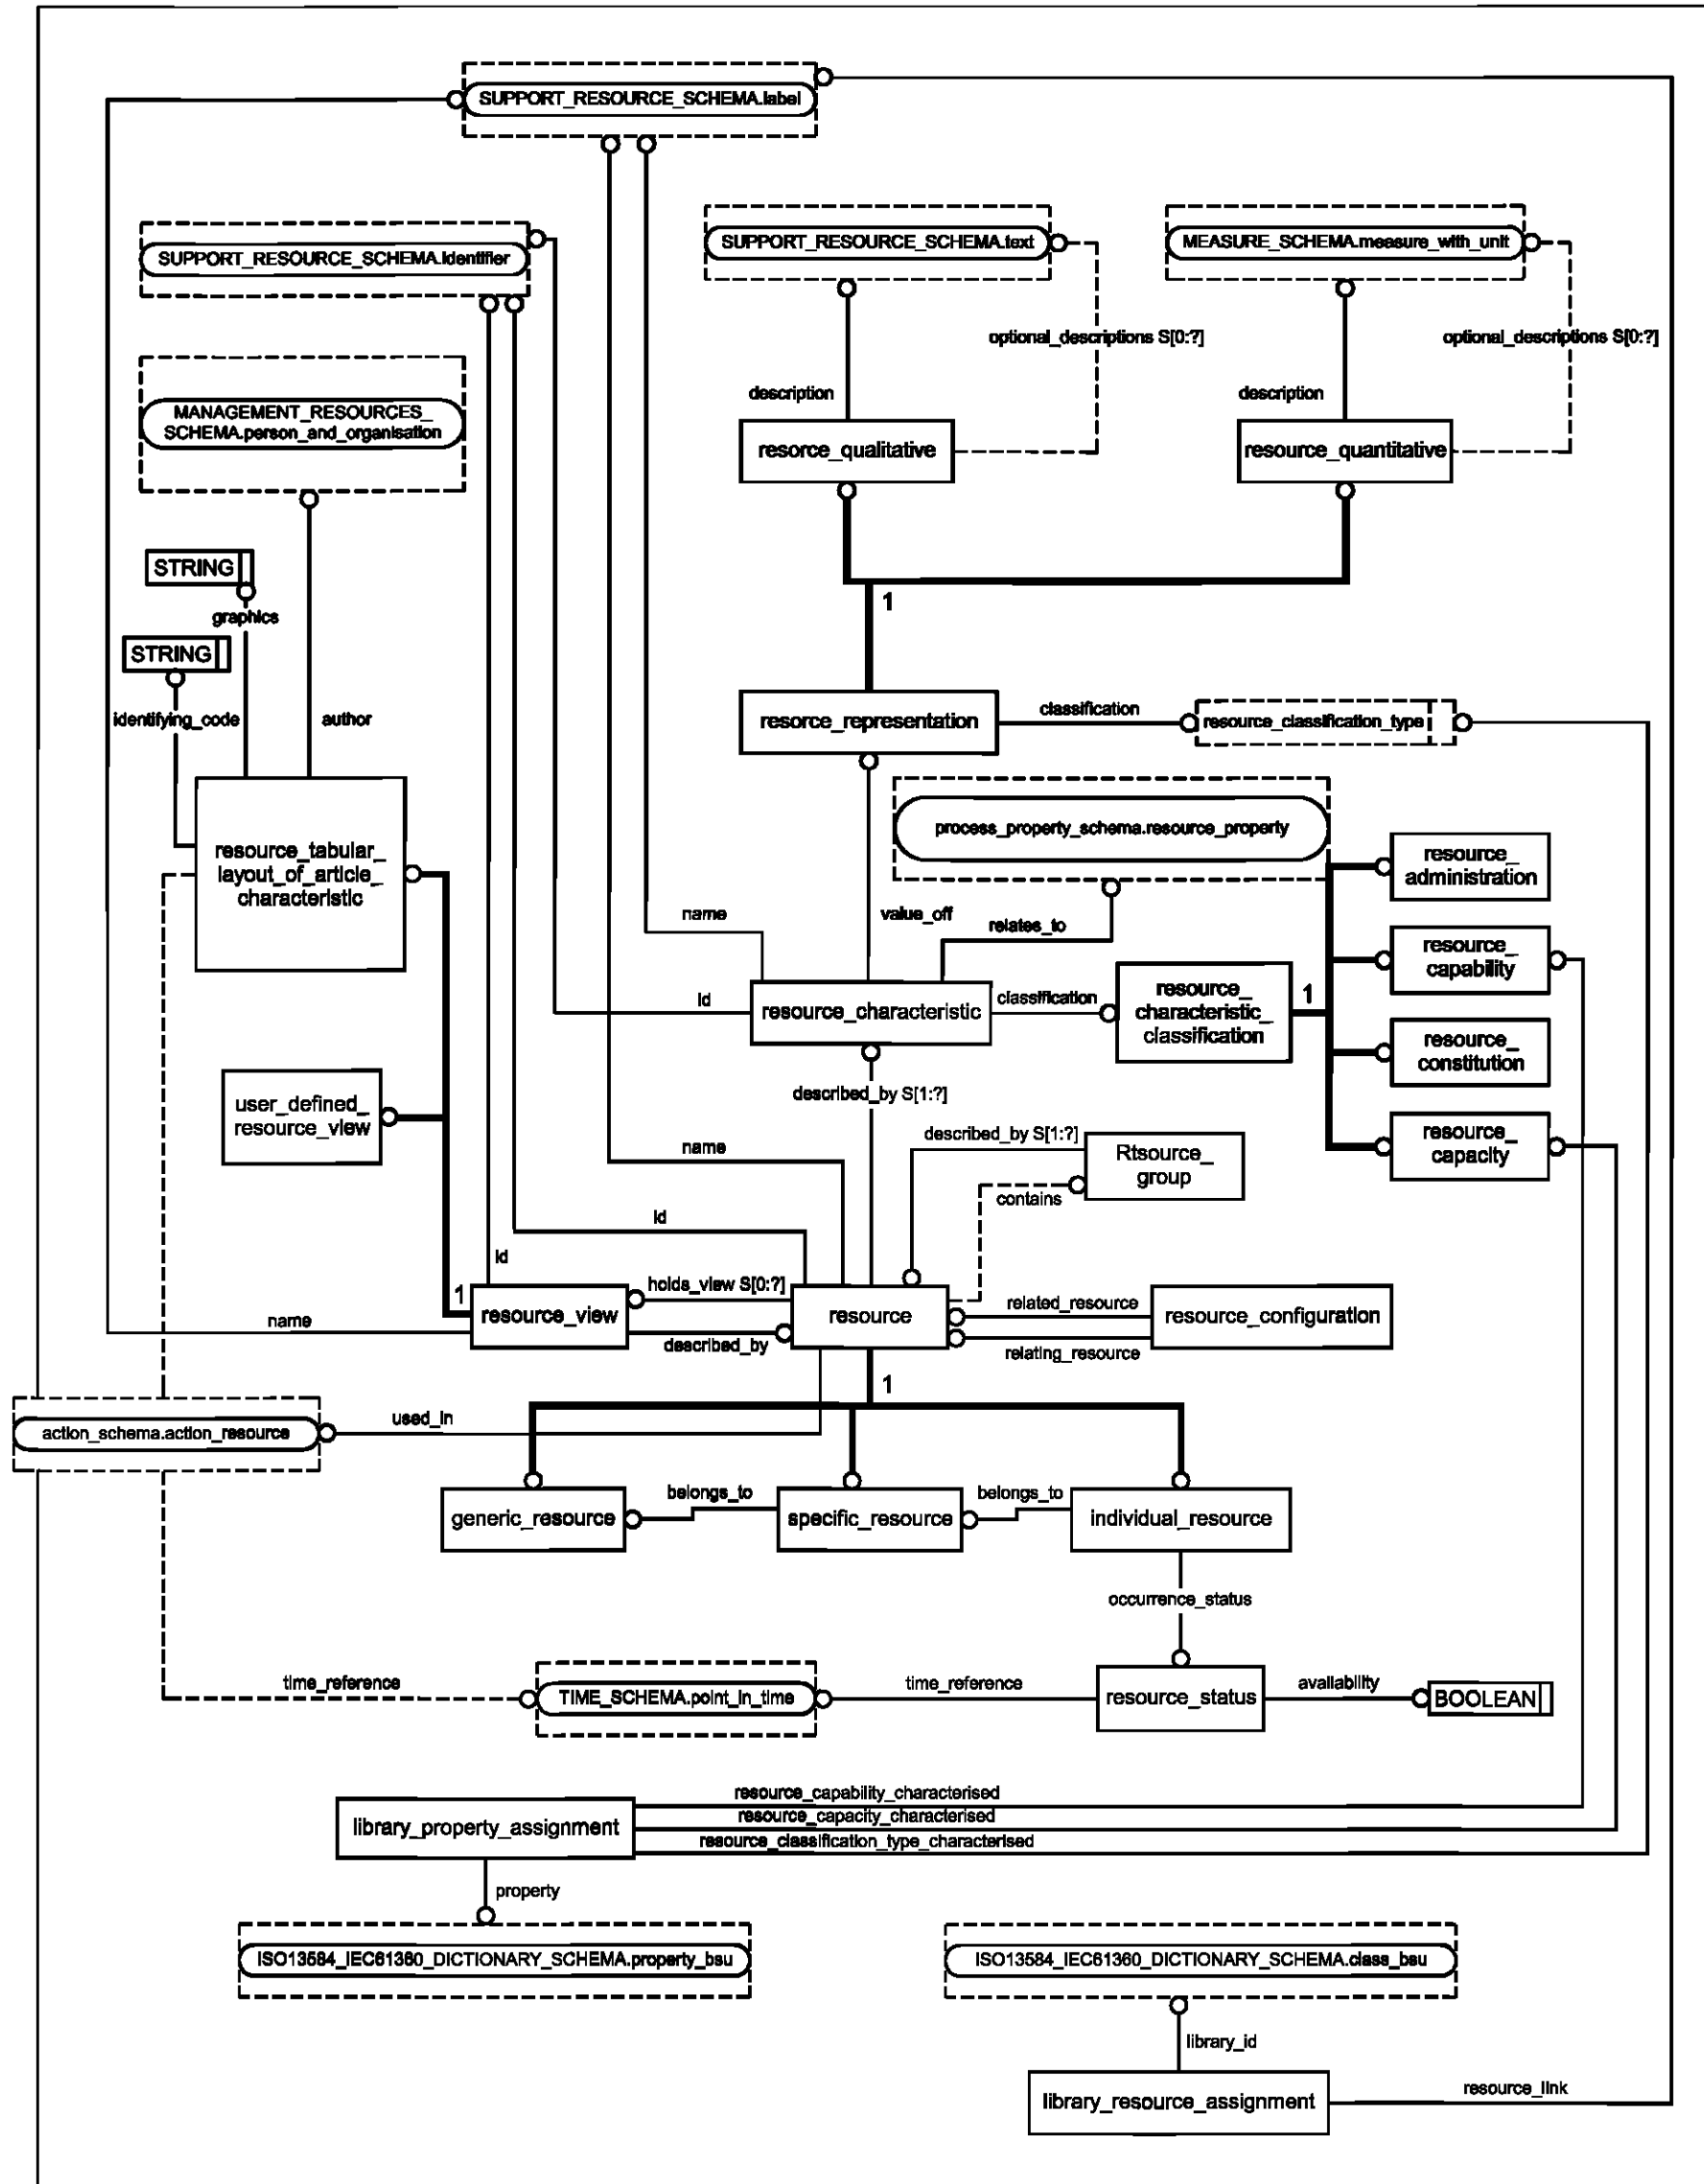 SUPPORT_RESOURCE_SCHEMA.label
SUPPORT_RESOURCE_SCHEMA.identifier
SUPPORT_RESOURCE_SCHEMA.text
MEASURE_SCHEMA.measure_with_unit
optional_descriptions S[0:?]
optional_descriptions S[0:?]
MANAGEMENT_RESOURCES_
SCHEMA.person_and_organisation
description
description
resorce_qualitative
resource_quantitative
STRING
graphics
1
STRING
identifying_code
author
resorce_representation
classification
resource_classification_type
process_property_schema.resource_property
resource_tabular_
layout_of_article_
characteristic
resource_
administration
name
value_off
relates_to
resource_
capability
id
resource_characteristic
classification
resource_
characteristic_
classification
1
resource_
constitution
described_by S[1:?]
user_defined_
resource_view
name
described_by S[1:?]
Rtsource_
group
resource_
capacity
contains
id
id
1
holds_view S[0:?]
resource_view
resource
related_resource
resource_configuration
name
described_by
relating_resource
1
action_schema.action_resource
used_in
belongs_to
belongs_to
generic_resource
specific_resource
individual_resource
occurrence_status
time_reference
TIME_SCHEMA.point_in_time
time_reference
resource_status
availability
BOOLEAN
resource_capability_characterised
library_property_assignment
resource_capacity_characterised
resource_classification_type_characterised
property
ISO13584_IEC61360_DICTIONARY_SCHEMA.property_bsu
ISO13584_IEC61360_DICTIONARY_SCHEMA.class_bsu
library_id
library_resource_assignment
resource_link